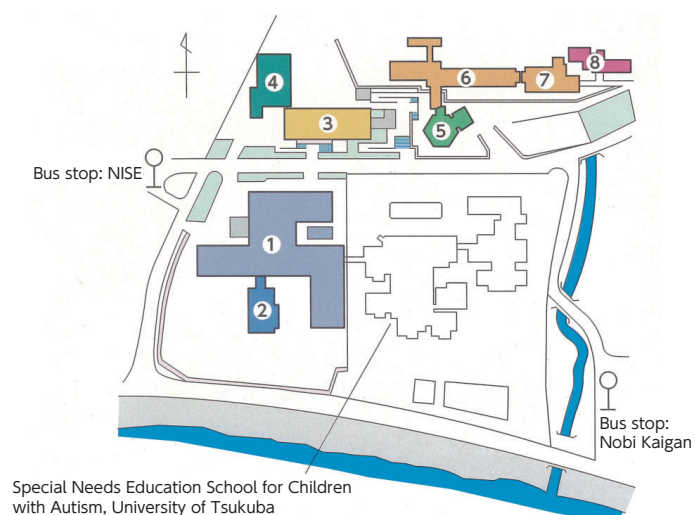 8
6
7
4
3
5
Bus stop: NISE
1
2
Bus stop:
Nobi Kaigan
Special Needs Education School for Children
with Autism, University of Tsukuba